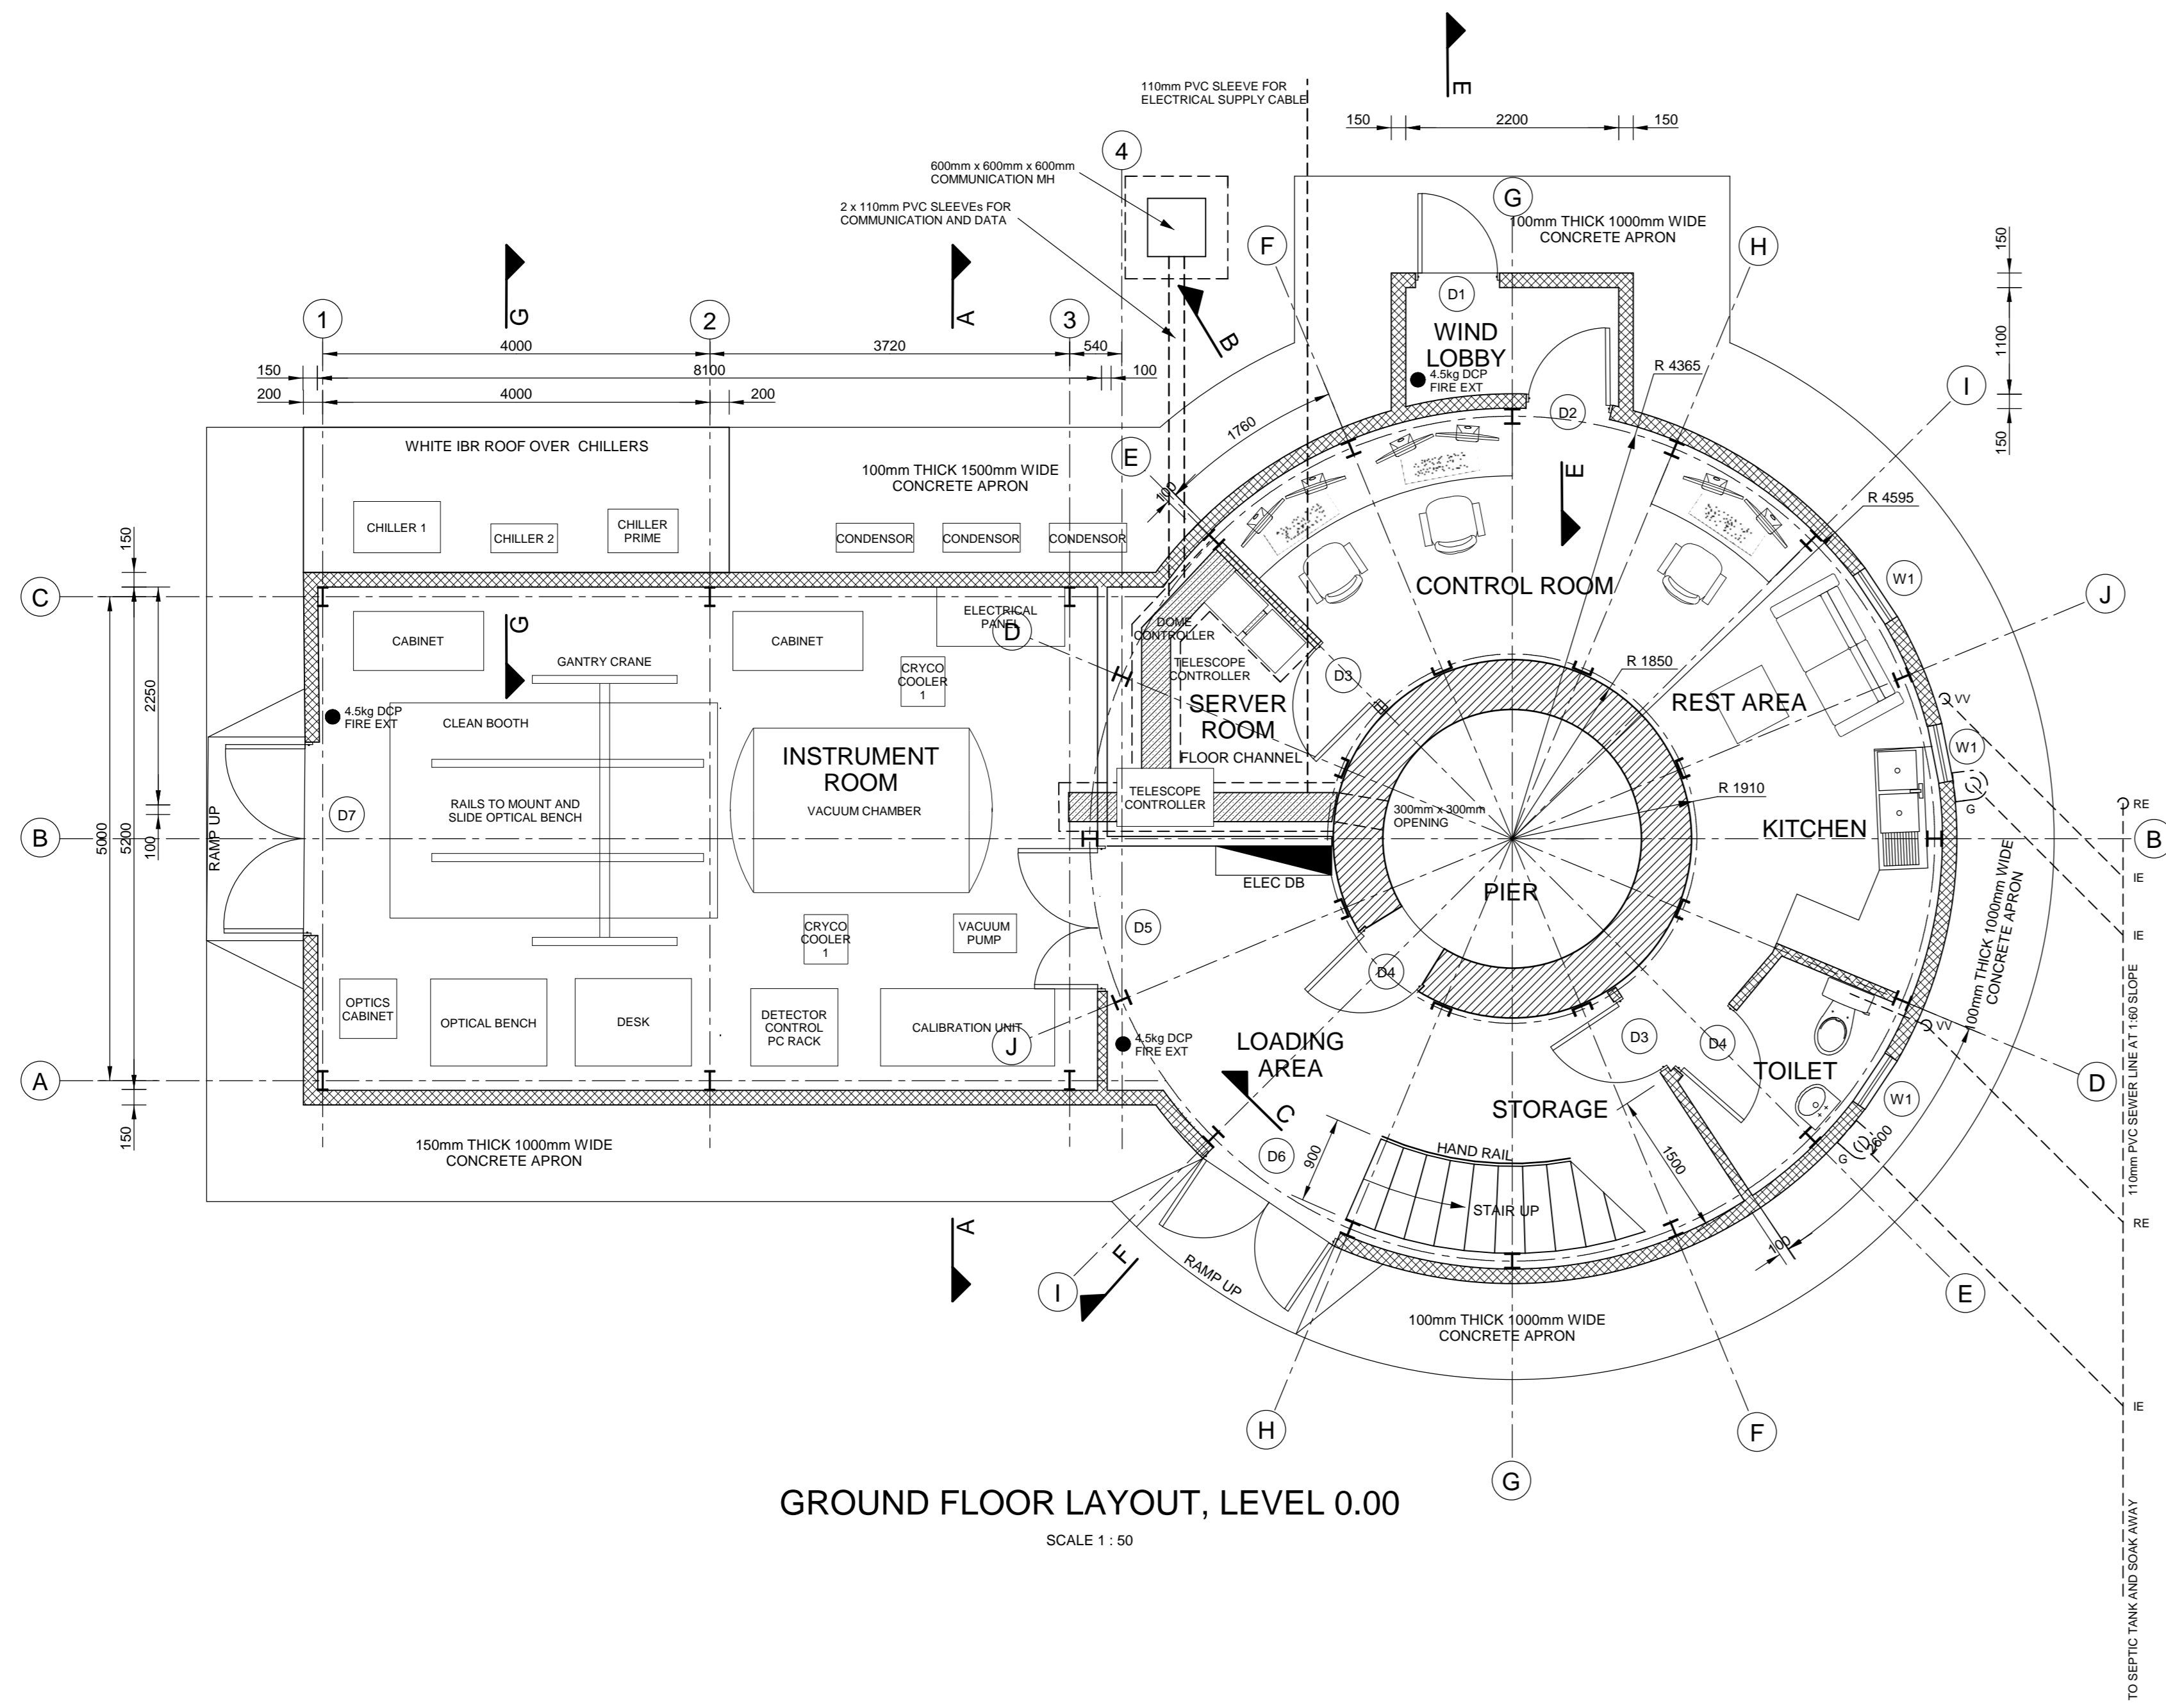 E
110mm PVC SLEEVE FOR
ELECTRICAL SUPPLY CABLE
150
2200
150
4
600mm x 600mm x 600mm
COMMUNICATION MH
2 x 110mm PVC SLEEVEs FOR
COMMUNICATION AND DATA
G
100mm THICK 1000mm WIDE
CONCRETE APRON
F
H
G
A
B
150
1100
150
1
2
3
4000
3720
540
150
8100
100
200
4000
200
D1
WIND
LOBBY
4.5kg DCP
FIRE EXT
R 4365
I
D2
1760
E
100
WHITE IBR ROOF OVER CHILLERS
100mm THICK 1500mm WIDE
CONCRETE APRON
CHILLER 1
CHILLER 2
CHILLER
PRIME
CONDENSOR
CONDENSOR
CONDENSOR
E
R 4595
CONTROL ROOM
W1
J
150
C
2250
5000
5200
100
150
G
CABINET
CABINET
ELECTRICAL
PANEL
D
DOME
CONTROLLER
GANTRY CRANE
CRYCO
COOLER
1
TELESCOPE
CONTROLLER
D3
R 1850
REST AREA
SERVER
ROOM
FLOOR CHANNEL
VV
W1
4.5kg DCP
FIRE EXT
CLEAN BOOTH
INSTRUMENT
ROOM
VACUUM CHAMBER
RAILS TO MOUNT AND
SLIDE OPTICAL BENCH
D7
RAMP UP
TELESCOPE
CONTROLLER
300mm x 300mm
OPENING
R 1910
G
RE
KITCHEN
B
B
IE
ELEC DB
PIER
CRYCO
COOLER
1
VACUUM
PUMP
D5
D4
100mm THICK 1000mm WIDE
CONCRETE APRON
IE
110mm PVC SEWER LINE AT 1:60 SLOPE
OPTICS
CABINET
OPTICAL BENCH
DESK
DETECTOR
CONTROL
PC RACK
CALIBRATION UNIT
J
4.5kg DCP
FIRE EXT
LOADING
AREA
D3
D4
VV
TOILET
D
A
STORAGE
W1
C
G
2600
150mm THICK 1000mm WIDE
CONCRETE APRON
D6
900
HAND RAIL
STAIR UP
1500
100
RE
A
F
I
RAMP UP
E
100mm THICK 1000mm WIDE
CONCRETE APRON
IE
H
F
G
GROUND FLOOR LAYOUT, LEVEL 0.00
SCALE 1 : 50
TO SEPTIC TANK AND SOAK AWAY